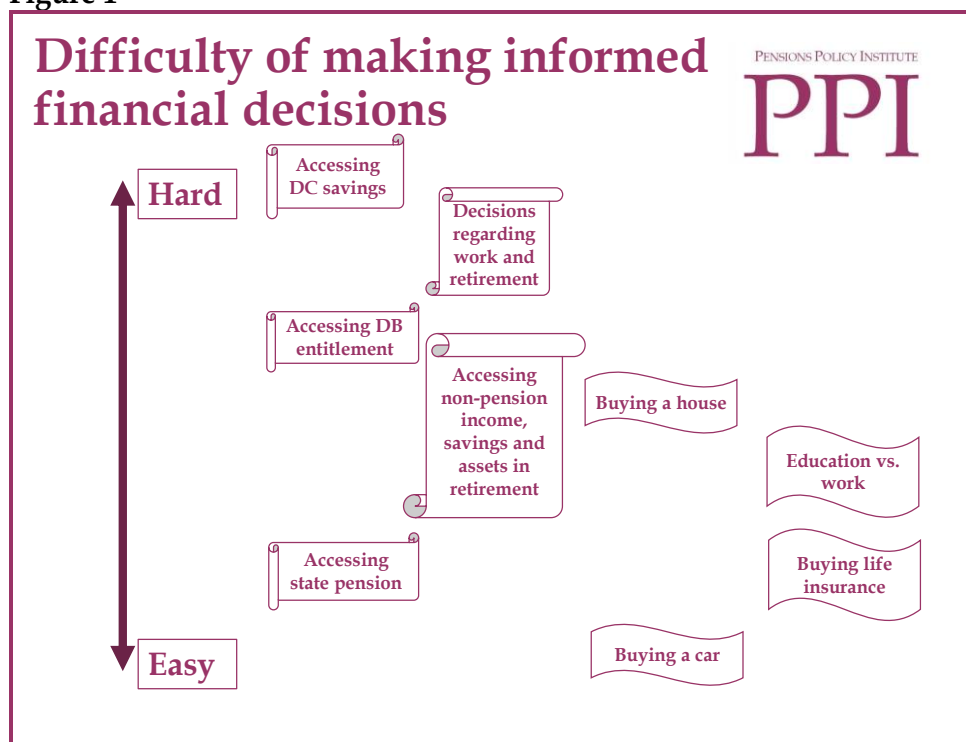 Figure 1
Difficulty of making informed
financial decisions
PENSIONS POLICY INSTITUTE
PPI
Hard
Accessing
DC savings
Decisions
regarding
work and
retirement
Accessing DB
entitlement
Accessing
non-pension
income,
savings and
assets in
retirement
Buying a house
Education vs.
work
Accessing
state pension
Buying life
insurance
Buying a car
Easy